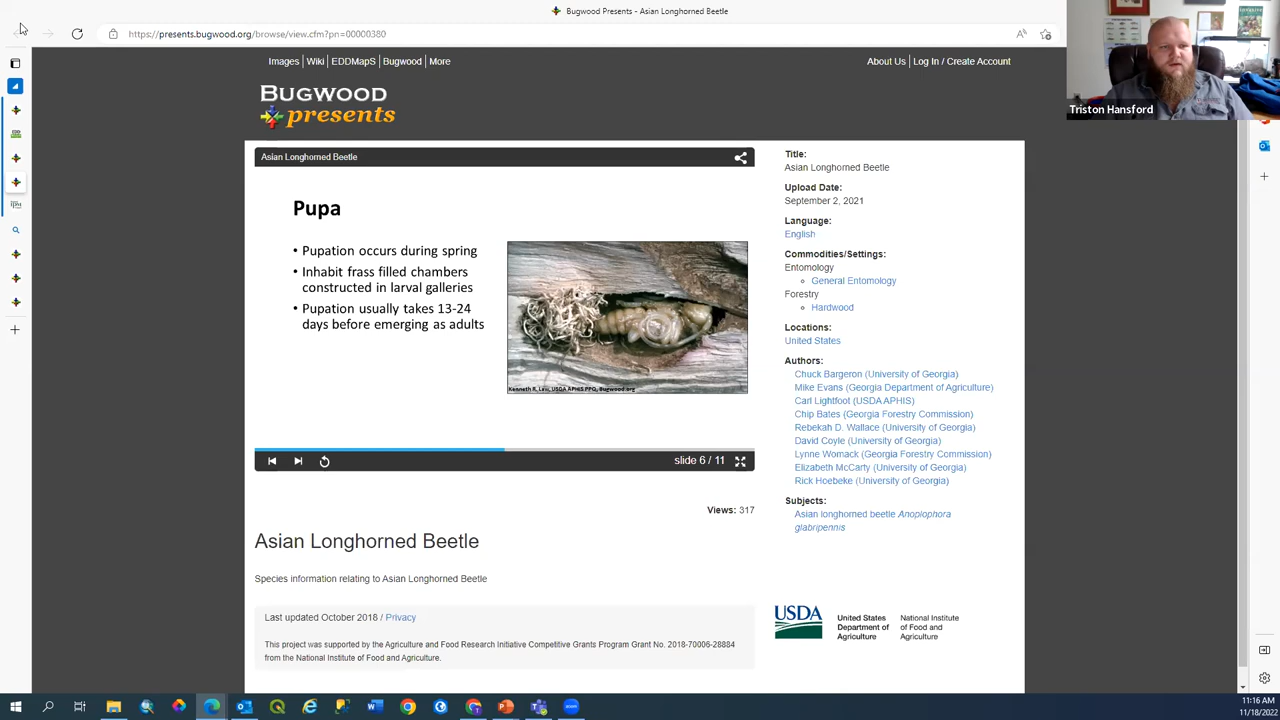 Bugwood Presents - Asian Longhorned Beetle
https://presents.bugwood.org/browse/view.cfm?pn=00000380
Images
Wiki
EDDMapS
Bugwood
More
About Us
Log In / Create Account
Triston Hansford
BUGWOOD
presents
Asian Longhorned Beetle
Pupa
• Pupation occurs during spring
• Inhabit frass filled chambers
constructed in larval galleries
• Pupation usually takes 13-24
days before emerging as adults
slide 6 / 11
Views: 317
Asian Longhorned Beetle
Species information relating to Asian Longhorned Beetle
Last updated October 2018 / Privacy
This project was supported by the Agriculture and Food Research Initiative Competitive Grants Program Grant No. 2018-70006-28884
from the National Institute of Food and Agriculture.
Title:
Asian Longhorned Beetle
Upload Date:
September 2, 2021
Language:
English
Commodities/Settings:
Entomology
General Entomology
Forestry
Hardwood
Locations:
United States
Authors:
Chuck Bargeron (University of Georgia)
Mike Evans (Georgia Department of Agriculture)
Carl Lightfoot (USDA APHIS)
Chip Bates (Georgia Forestry Commission)
Rebekah D. Wallace (University of Georgia)
David Coyle (University of Georgia)
Lynne Womack (Georgia Forestry Commission)
Elizabeth McCarty (University of Georgia)
Rick Hoebeke (University of Georgia)
Subjects:
Asian longhorned beetle Anoplophora
glabripennis
USDA
United States
Department of
Agriculture
National Institute
of Food and
Agriculture
11:16 AM
11/18/2022